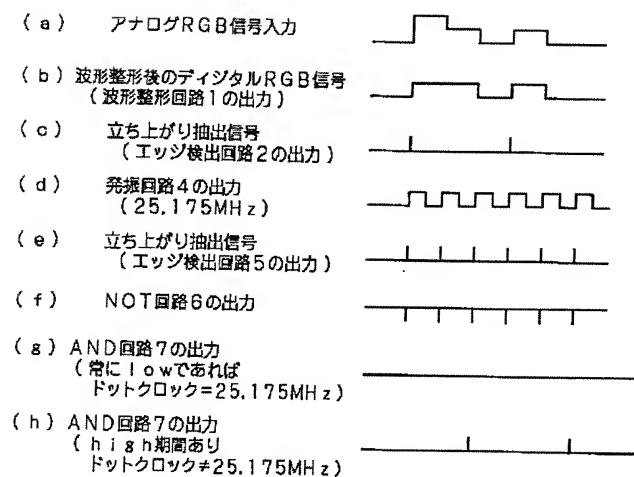 (a) アナログRGB信号入力
(b) 波形整形後のディジタルRGB信号
(波形整形回路1の出力)
(c) 立ち上がり抽出信号
(エッジ検出回路2の出力)
(d) 発振回路4の出力
(25.175MHz)
(e) 立ち上がり抽出信号
(エッジ検出回路5の出力)
(f) NOT回路6の出力
(g) AND回路7の出力
(常にlowであれば
ドットクロック=25.175MHz)
(h) AND回路7の出力
(high期間あり
ドットクロック≠25.175MHz)